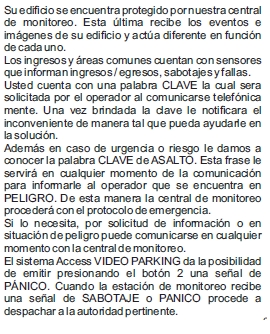 Su edificio se encuentra protegido por nuestra central
de monitoreo. Esta última recibe los eventos e
imágenes de su edificio y actúa diferente en función
de cada uno.
Los ingresos y áreas comunes cuentan con sensores
que informan ingresos / egresos, sabotajes y fallas.
Usted cuenta con una palabra CLAVE la cual sera
solicitada por el operador al comunicarse telefónica
mente. Una vez brindada la clave le notificara el
inconveniente de manera tal que pueda ayudarle en
la solución.
Además en caso de urgencia o riesgo le damos a
conocer la palabra CLAVE de ASALTO. Esta frase le
servirá en cualquier momento de la comunicación
para informarle al operador que se encuentra en
PELIGRO. De esta manera la central de monitoreo
procederá con el protocolo de emergencia.
Si lo necesita, por solicitud de información o en
situación de peligro puede comunicarse en cualquier
momento con la central de monitoreo.
El sistema Access VIDEO PARKING da la posibilidad
de emitir presionando el botón 2 una señal de
PÁNICO. Cuando la estación de monitoreo recibe
una señal de SABOTAJE o PANICO procede a
despachar a la autoridad pertinente.